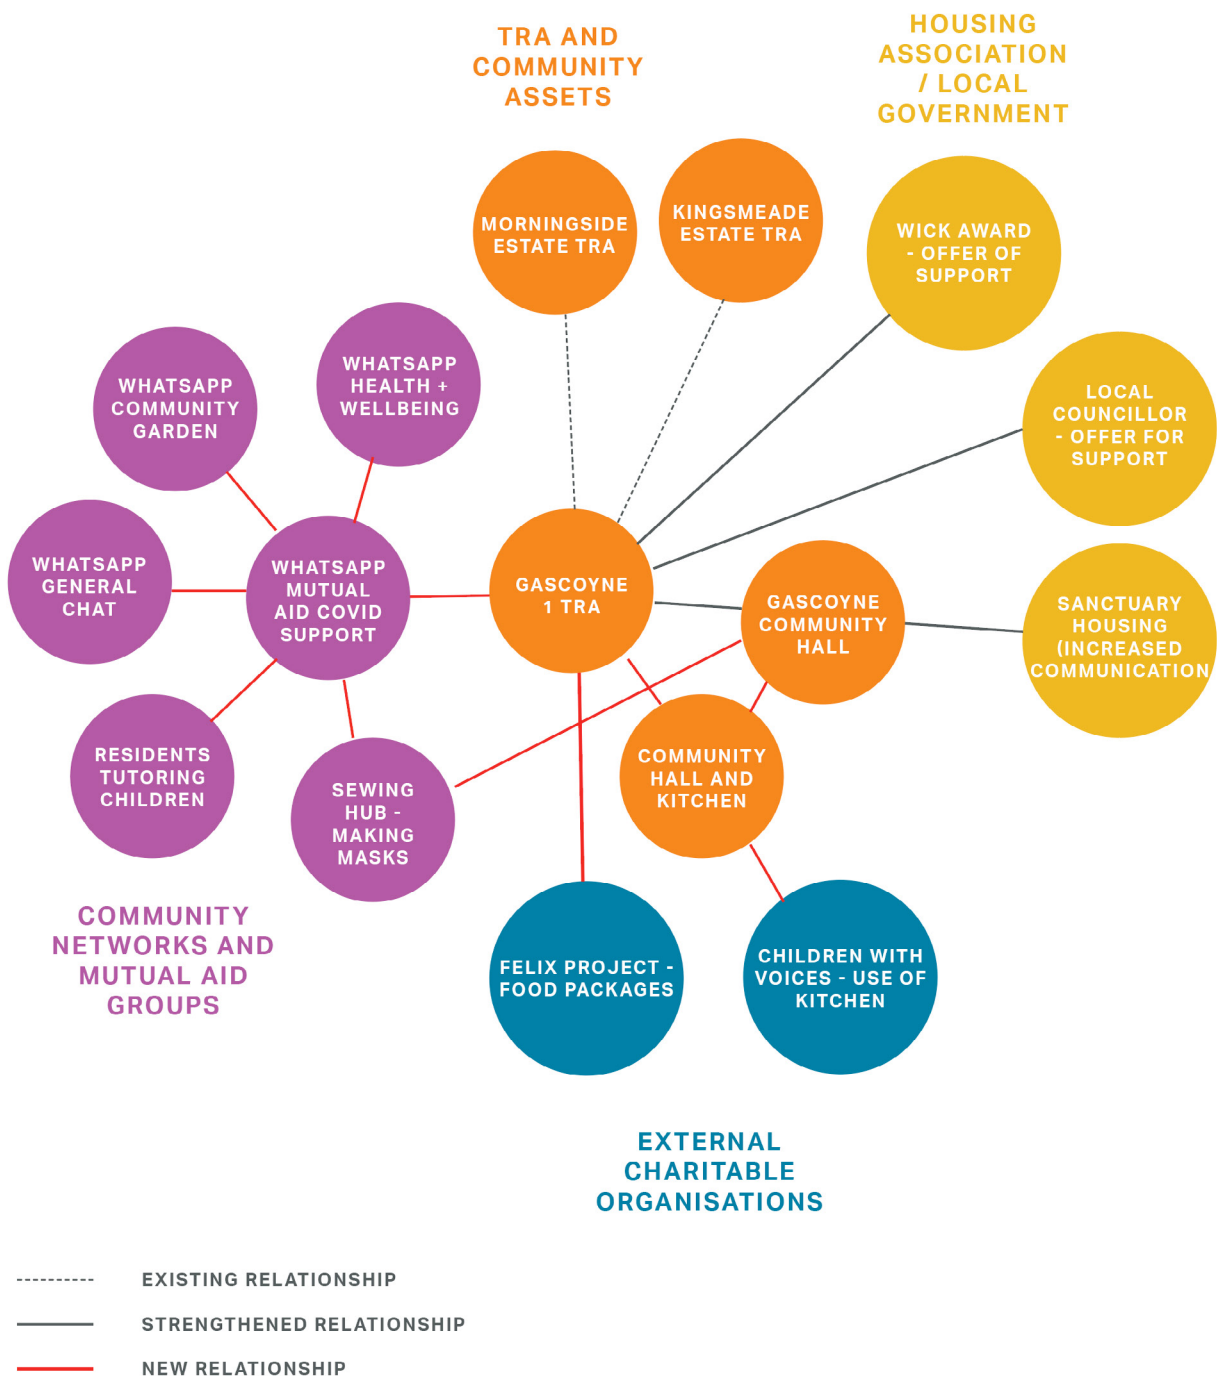 TRA AND
COMMUNITY
ASSETS
HOUSING
ASSOCIATION
/ LOCAL
GOVERNMENT
MORNINGSIDE
ESTATE TRA
KINGSMEADE
ESTATE TRA
WICK AWARD
- OFFER OF
SUPPORT
WHATSAPP
COMMUNITY
GARDEN
WHATSAPP
HEALTH +
WELLBEING
LOCAL
COUNCILLOR
- OFFER FOR
SUPPORT
WHATSAPP
GENERAL
CHAT
WHATSAPP
MUTUAL
AID COVID
SUPPORT
GASCOYNE
1 TRA
GASCOYNE
COMMUNITY
HALL
SANCTUARY
HOUSING
(INCREASED
COMMUNICATION
RESIDENTS
TUTORING
CHILDREN
SEWING
HUB -
MAKING
MASKS
COMMUNITY
HALL AND
KITCHEN
COMMUNITY
NETWORKS AND
MUTUAL AID
GROUPS
FELIX PROJECT -
FOOD PACKAGES
CHILDREN WITH
VOICES - USE OF
KITCHEN
EXTERNAL
CHARITABLE
ORGANISATIONS
EXISTING RELATIONSHIP
STRENGTHENED RELATIONSHIP
NEW RELATIONSHIP